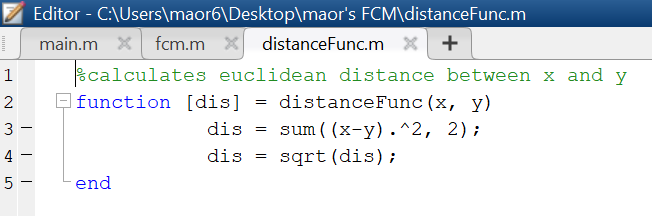 Editor - C:\Users\maor6\Desktop\maor's FCM\distanceFunc.m
main.m fcm.m distanceFunc.m
1 %calculates euclidean distance between x and y
2 function [dis] = distanceFunc(x, y)
3 dis = sum((x-y).^2, 2);
4 dis = sqrt(dis);
5 end